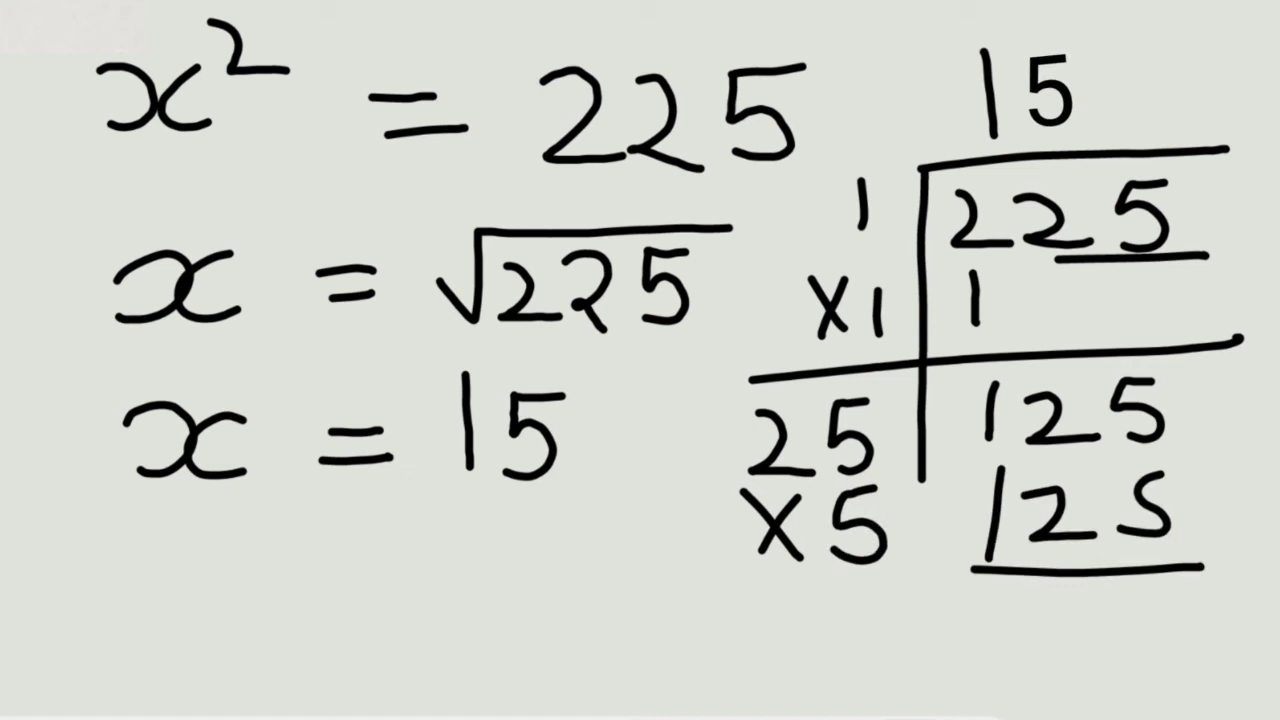 x² = 225
x = √225
x = 15
15
1 225
x1 1
25 125
x5 125